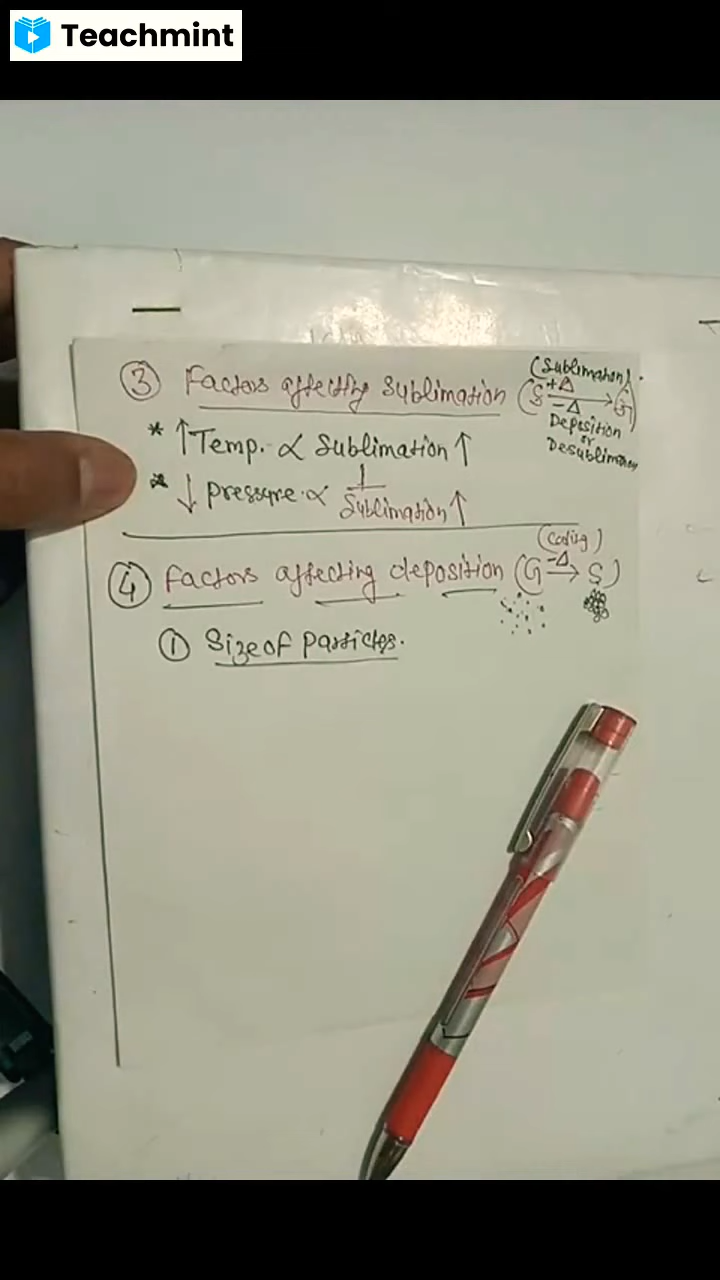 Teachmint
③ Factors affecting sublimation (S +Δ ⟶ G)
(Sublimation).
-Δ
Deposition
or
Desublimation
* ↑Temp. ∝ Sublimation↑
* ↓ pressure ∝ 1
Sublimation↑
④ Factors affecting deposition (G -Δ ⟶ S)
① Size of Particles.